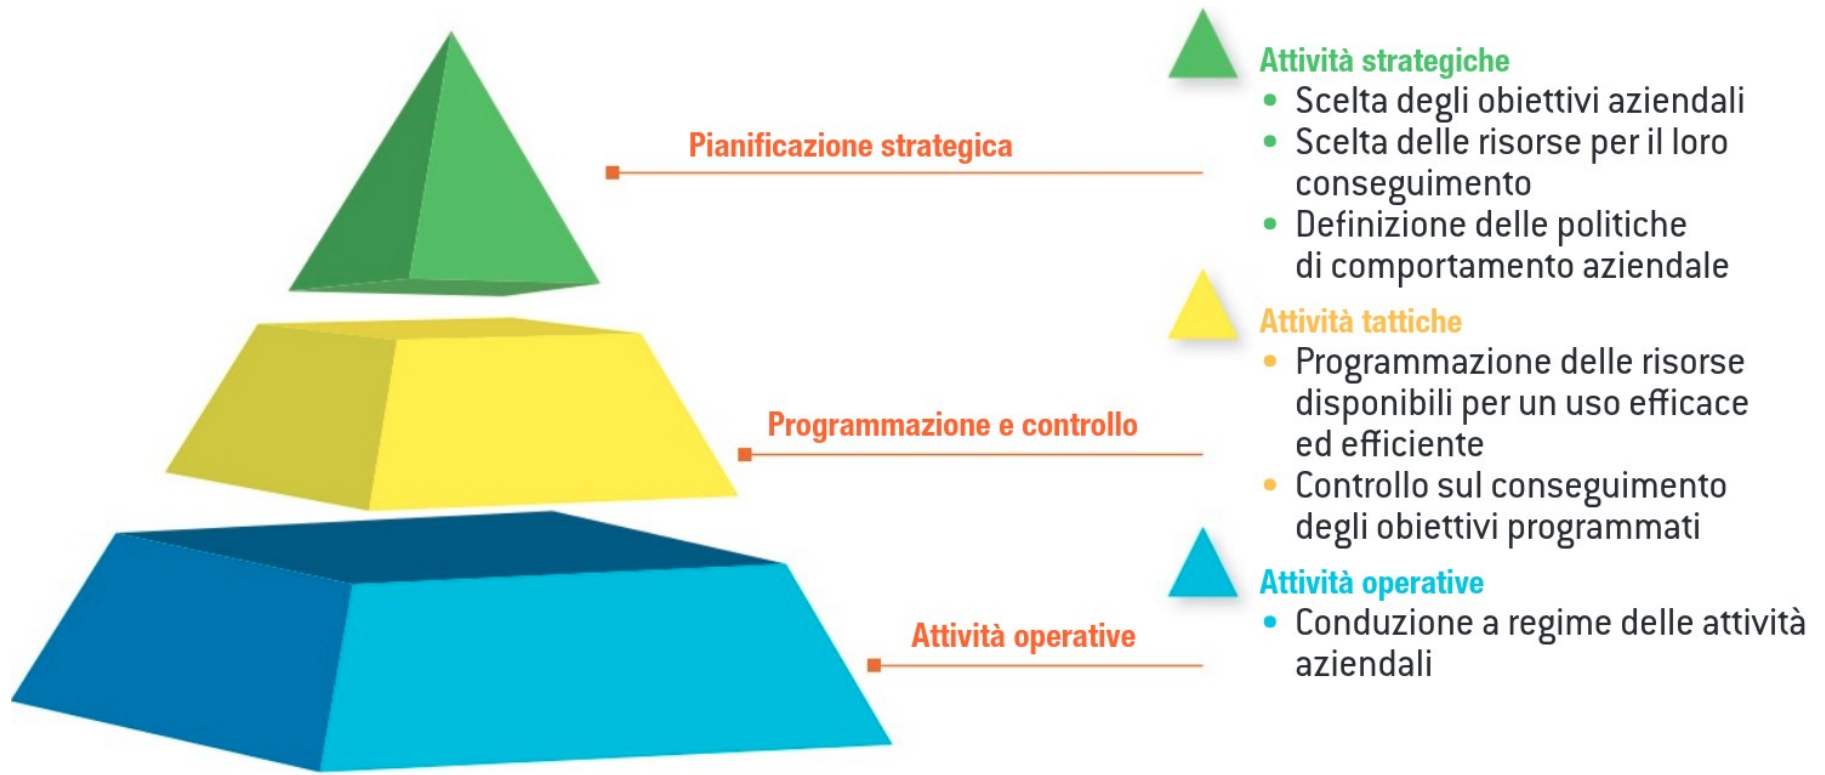 Pianificazione strategica
Programmazione e controllo
Attività operative
Attività strategiche
• Scelta degli obiettivi aziendali
• Scelta delle risorse per il loro
conseguimento
• Definizione delle politiche
di comportamento aziendale
Attività tattiche
• Programmazione delle risorse
disponibili per un uso efficace
ed efficiente
• Controllo sul conseguimento
degli obiettivi programmati
Attività operative
• Conduzione a regime delle attività
aziendali